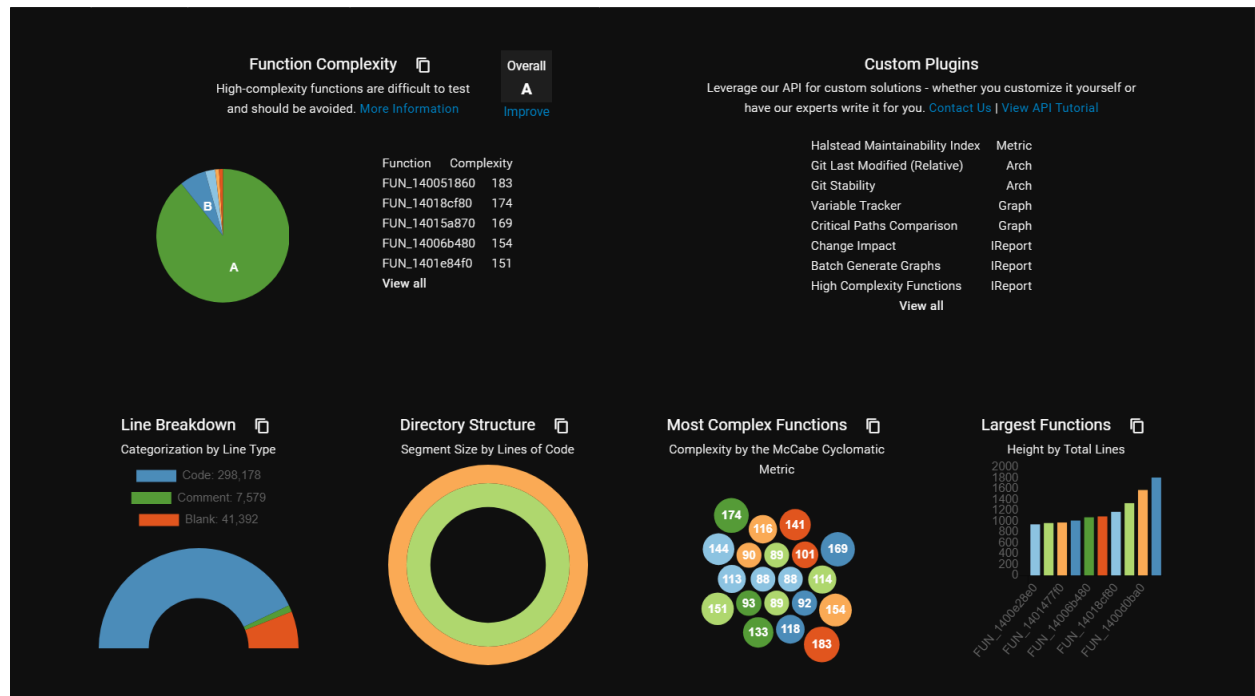 Function Complexity
High-complexity functions are difficult to test
and should be avoided. More Information
Overall
A
Improve
Function Complexity
FUN_140051860 183
FUN_14018cf80 174
FUN_14015a870 169
FUN_14006b480 154
FUN_1401e84f0 151
View all
B
A
Custom Plugins
Leverage our API for custom solutions - whether you customize it yourself or
have our experts write it for you. Contact Us | View API Tutorial
Halstead Maintainability Index Metric
Git Last Modified (Relative) Arch
Git Stability Arch
Variable Tracker Graph
Critical Paths Comparison Graph
Change Impact IReport
Batch Generate Graphs IReport
High Complexity Functions IReport
View all
Line Breakdown
Categorization by Line Type
Code: 298,178
Comment: 7,579
Blank: 41,392
Directory Structure
Segment Size by Lines of Code
Most Complex Functions
Complexity by the McCabe Cyclomatic
Metric
174
116
141
144
90
89
101
169
113
88
88
114
151
93
89
92
154
133
118
183
Largest Functions
Height by Total Lines
2000
1800
1600
1400
1200
1000
800
600
400
200
0
FUN_1400e28e0
FUN_1401477f0
FUN_14006b480
FUN_14018cf80
FUN_1400d0ba0